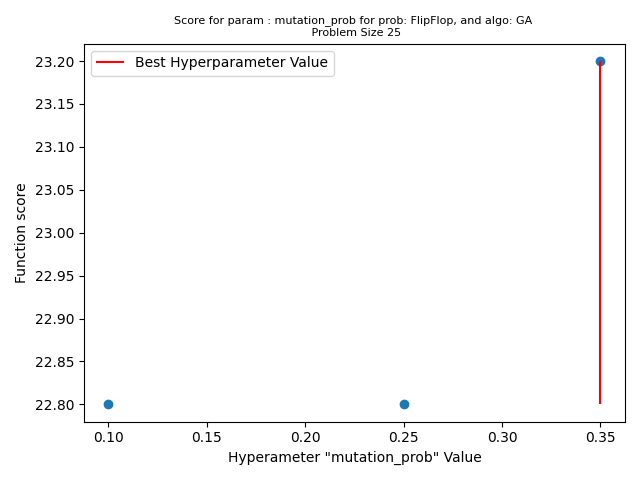 Score for param : mutation_prob for prob: FlipFlop, and algo: GA
Problem Size 25
Best Hyperparameter Value
Function score
23.20
23.15
23.10
23.05
23.00
22.95
22.90
22.85
22.80
0.10 0.15 0.20 0.25 0.30 0.35
Hyperameter "mutation_prob" Value